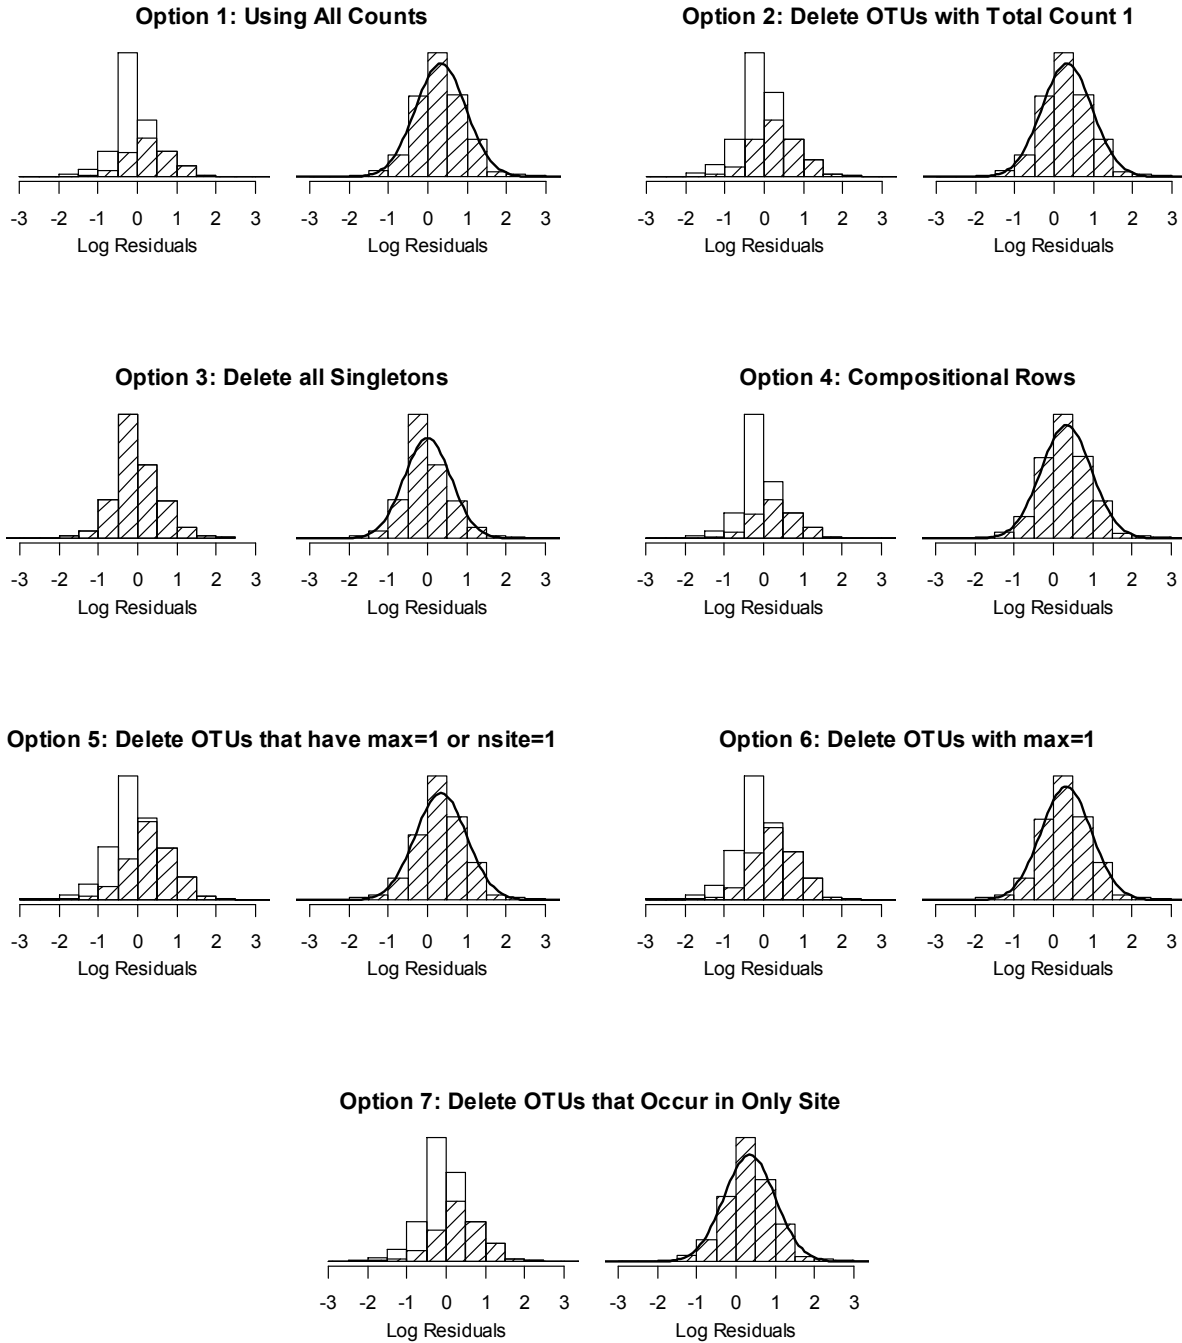 Option 1: Using All Counts
-3 -2 -1 0 1 2 3
Log Residuals
-3 -2 -1 0 1 2 3
Log Residuals
Option 2: Delete OTUs with Total Count 1
-3 -2 -1 0 1 2 3
Log Residuals
-3 -2 -1 0 1 2 3
Log Residuals
Option 3: Delete all Singletons
-3 -2 -1 0 1 2 3
Log Residuals
-3 -2 -1 0 1 2 3
Log Residuals
Option 4: Compositional Rows
-3 -2 -1 0 1 2 3
Log Residuals
-3 -2 -1 0 1 2 3
Log Residuals
Option 5: Delete OTUs that have max=1 or nsite=1
-3 -2 -1 0 1 2 3
Log Residuals
-3 -2 -1 0 1 2 3
Log Residuals
Option 6: Delete OTUs with max=1
-3 -2 -1 0 1 2 3
Log Residuals
-3 -2 -1 0 1 2 3
Log Residuals
Option 7: Delete OTUs that Occur in Only Site
-3 -2 -1 0 1 2 3
Log Residuals
-3 -2 -1 0 1 2 3
Log Residuals